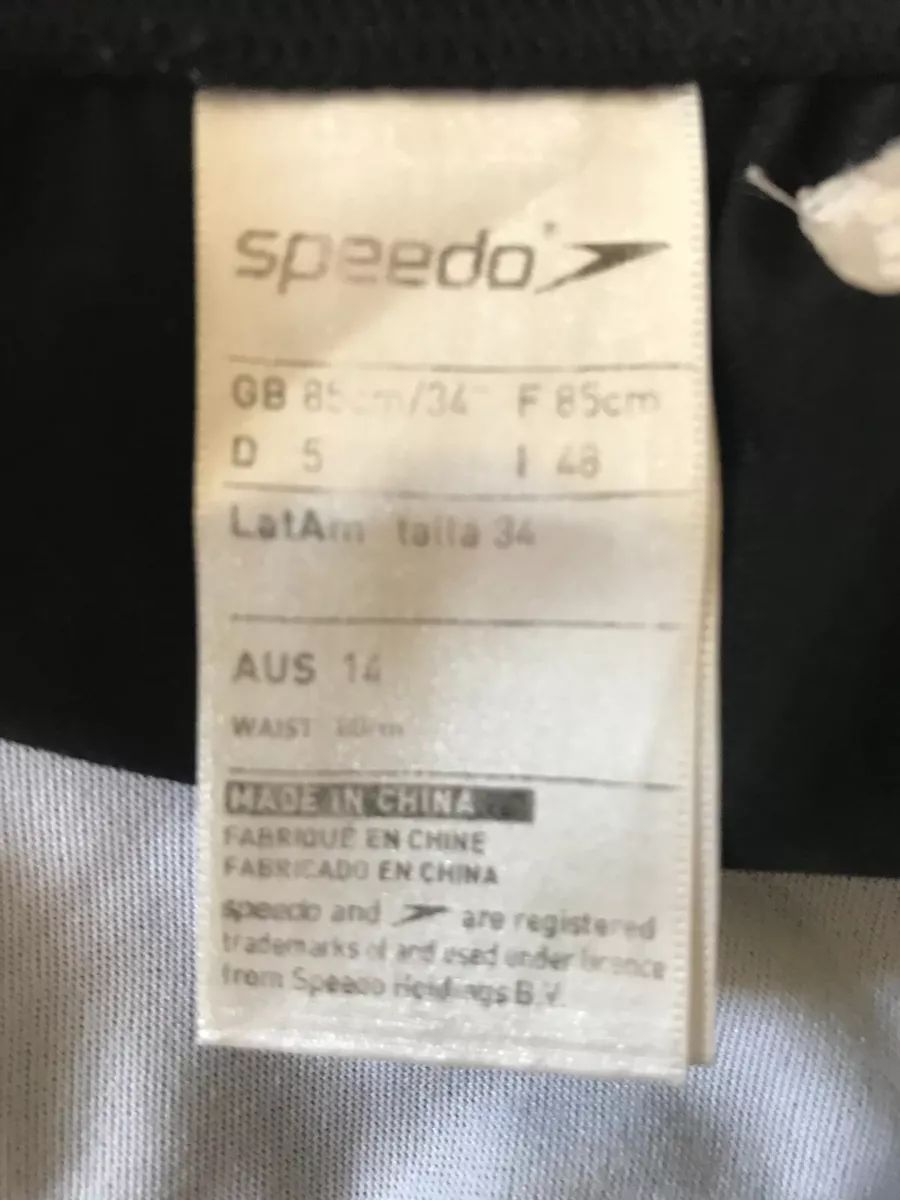 speedo
GB 85cm/34" F 85cm
D 5 I 48
LatAm talla 34
AUS 14
WAIST
MADE IN CHINA
FABRIQUÉ EN CHINE
FABRICADO EN CHINA
speedo and are registered
trademarks of and used under licence
from Speedo Holdings B.V.